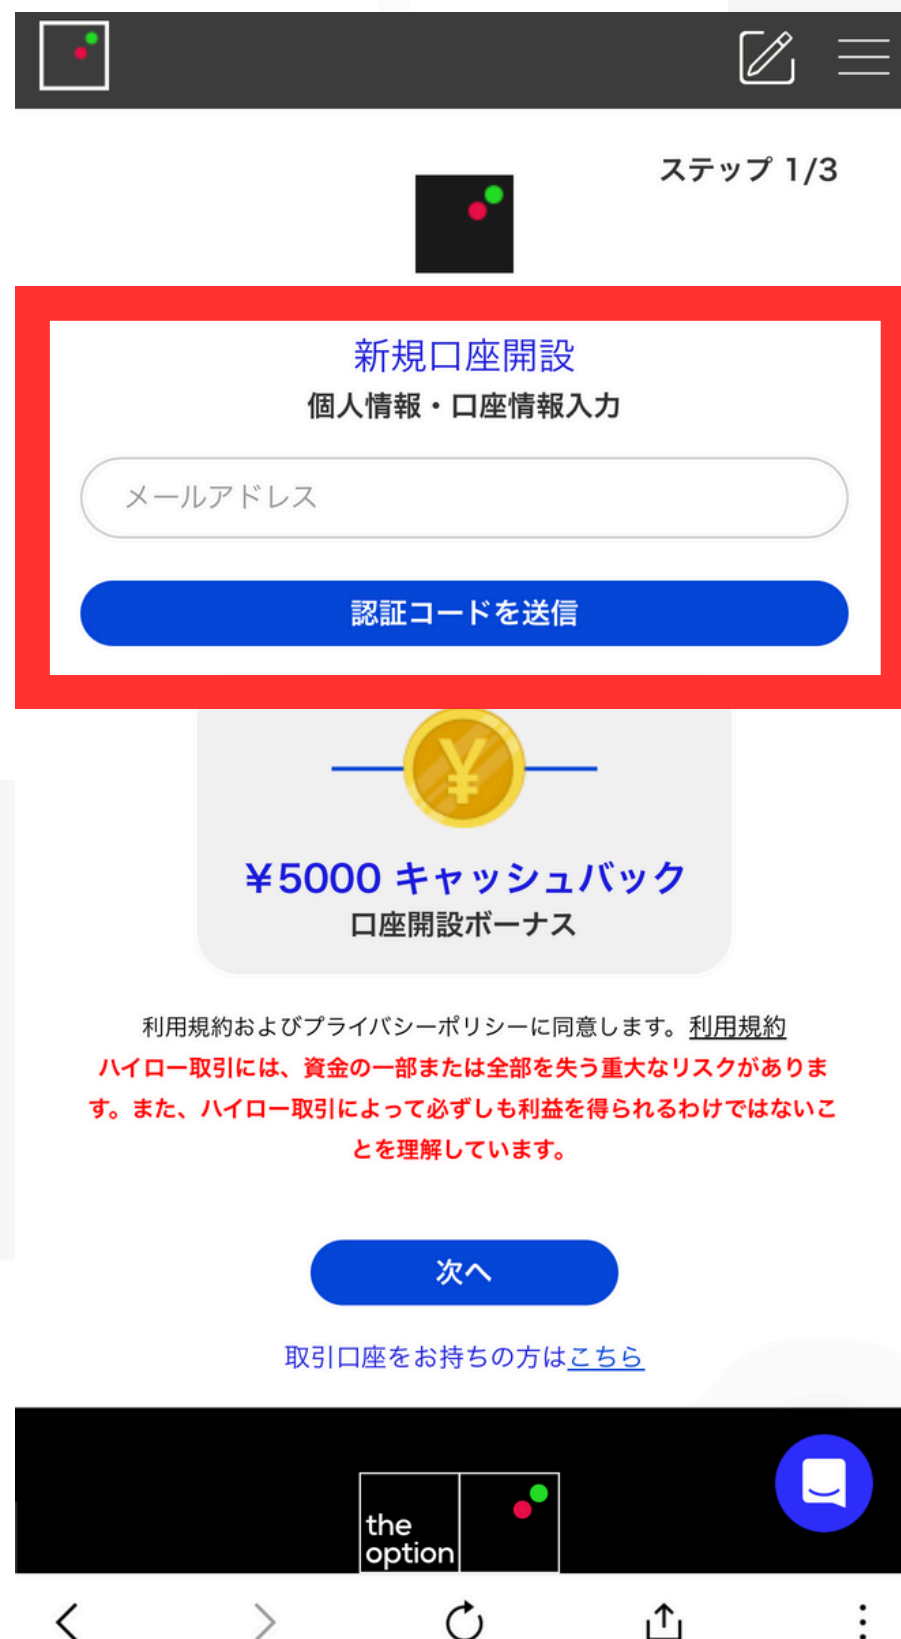 ステップ 1/3
新規口座開設
個人情報・口座情報入力
メールアドレス
認証コードを送信
¥
¥5000 キャッシュバック
口座開設ボーナス
利用規約およびプライバシーポリシーに同意します。利用規約
ハイロー取引には、資金の一部または全部を失う重大なリスクがありま
す。また、ハイロー取引によって必ずしも利益を得られるわけではないこ
とを理解しています。
次へ
取引口座をお持ちの方はこちら
the
option